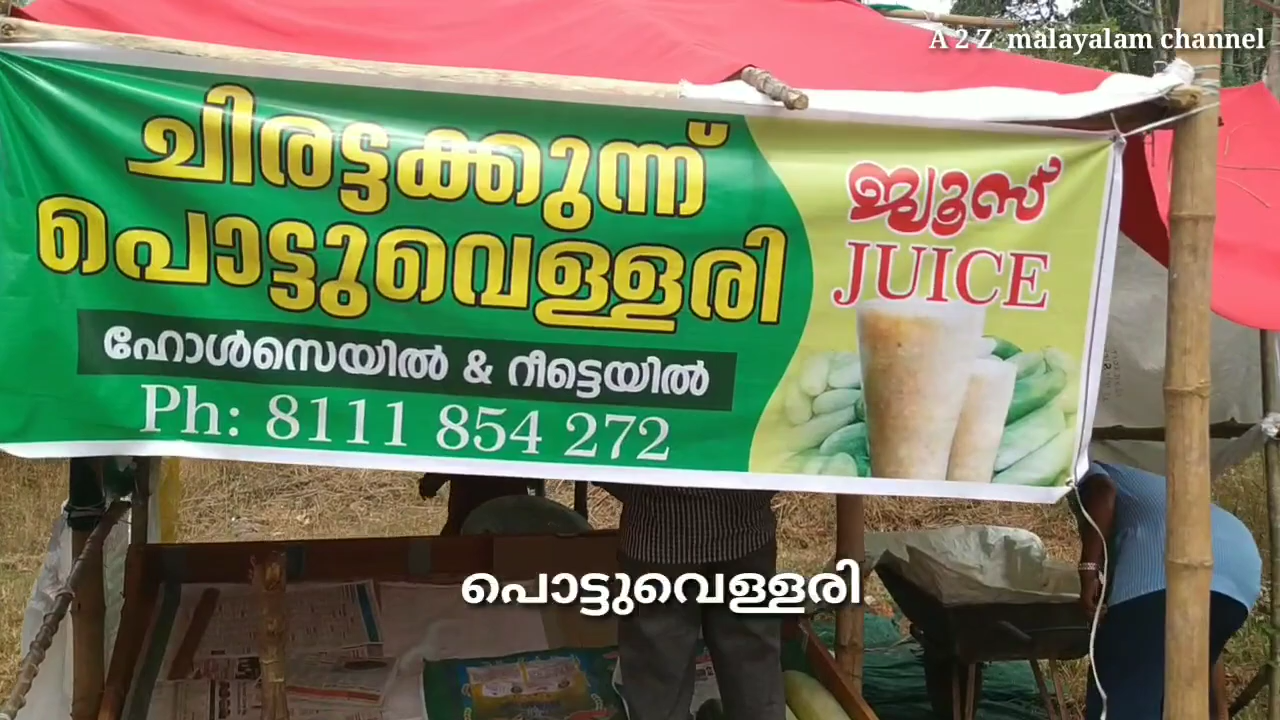 A 2 Z malayalam channel
ചിരട്ടക്കുന്ന്
പൊട്ടുവെള്ളരി
ഹോൾസെയിൽ & റീട്ടെയിൽ
Ph: 8111 854 272
ജ്യൂസ്
JUICE
പൊട്ടുവെള്ളരി